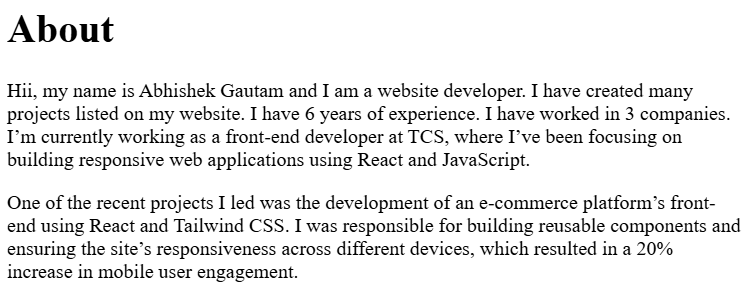 About
Hii, my name is Abhishek Gautam and I am a website developer. I have created many
projects listed on my website. I have 6 years of experience. I have worked in 3 companies.
I’m currently working as a front-end developer at TCS, where I’ve been focusing on
building responsive web applications using React and JavaScript.
One of the recent projects I led was the development of an e-commerce platform’s front-
end using React and Tailwind CSS. I was responsible for building reusable components and
ensuring the site’s responsiveness across different devices, which resulted in a 20%
increase in mobile user engagement.